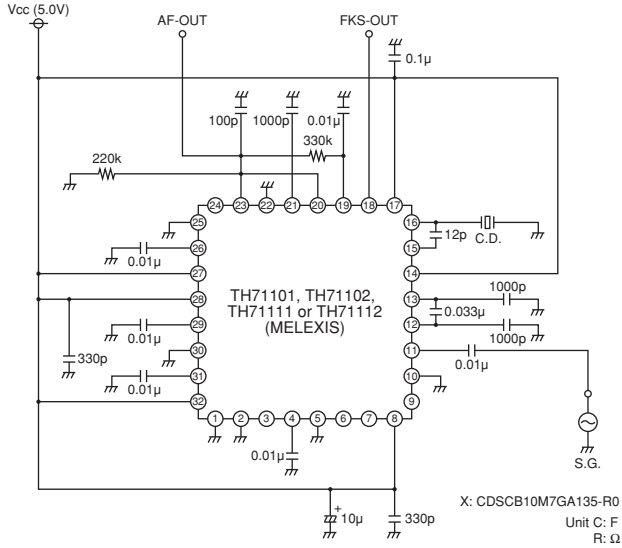 Vcc (5.0V)
AF-OUT
FKS-OUT
0.1µ
100p
1000p
0.01µ
330k
220k
24
23
22
21
20
19
18
17
25
16
12p
C.D.
26
15
0.01µ
27
14
TH71101, TH71102,
TH71111 or TH71112
(MELEXIS)
28
13
1000p
0.033µ
29
12
0.01µ
1000p
330p
30
11
0.01µ
31
10
0.01µ
32
9
1
2
3
4
5
6
7
8
0.01µ
S.G.
+
10µ
330p
X: CDSCB10M7GA135-R0
Unit C: F
R: Ω